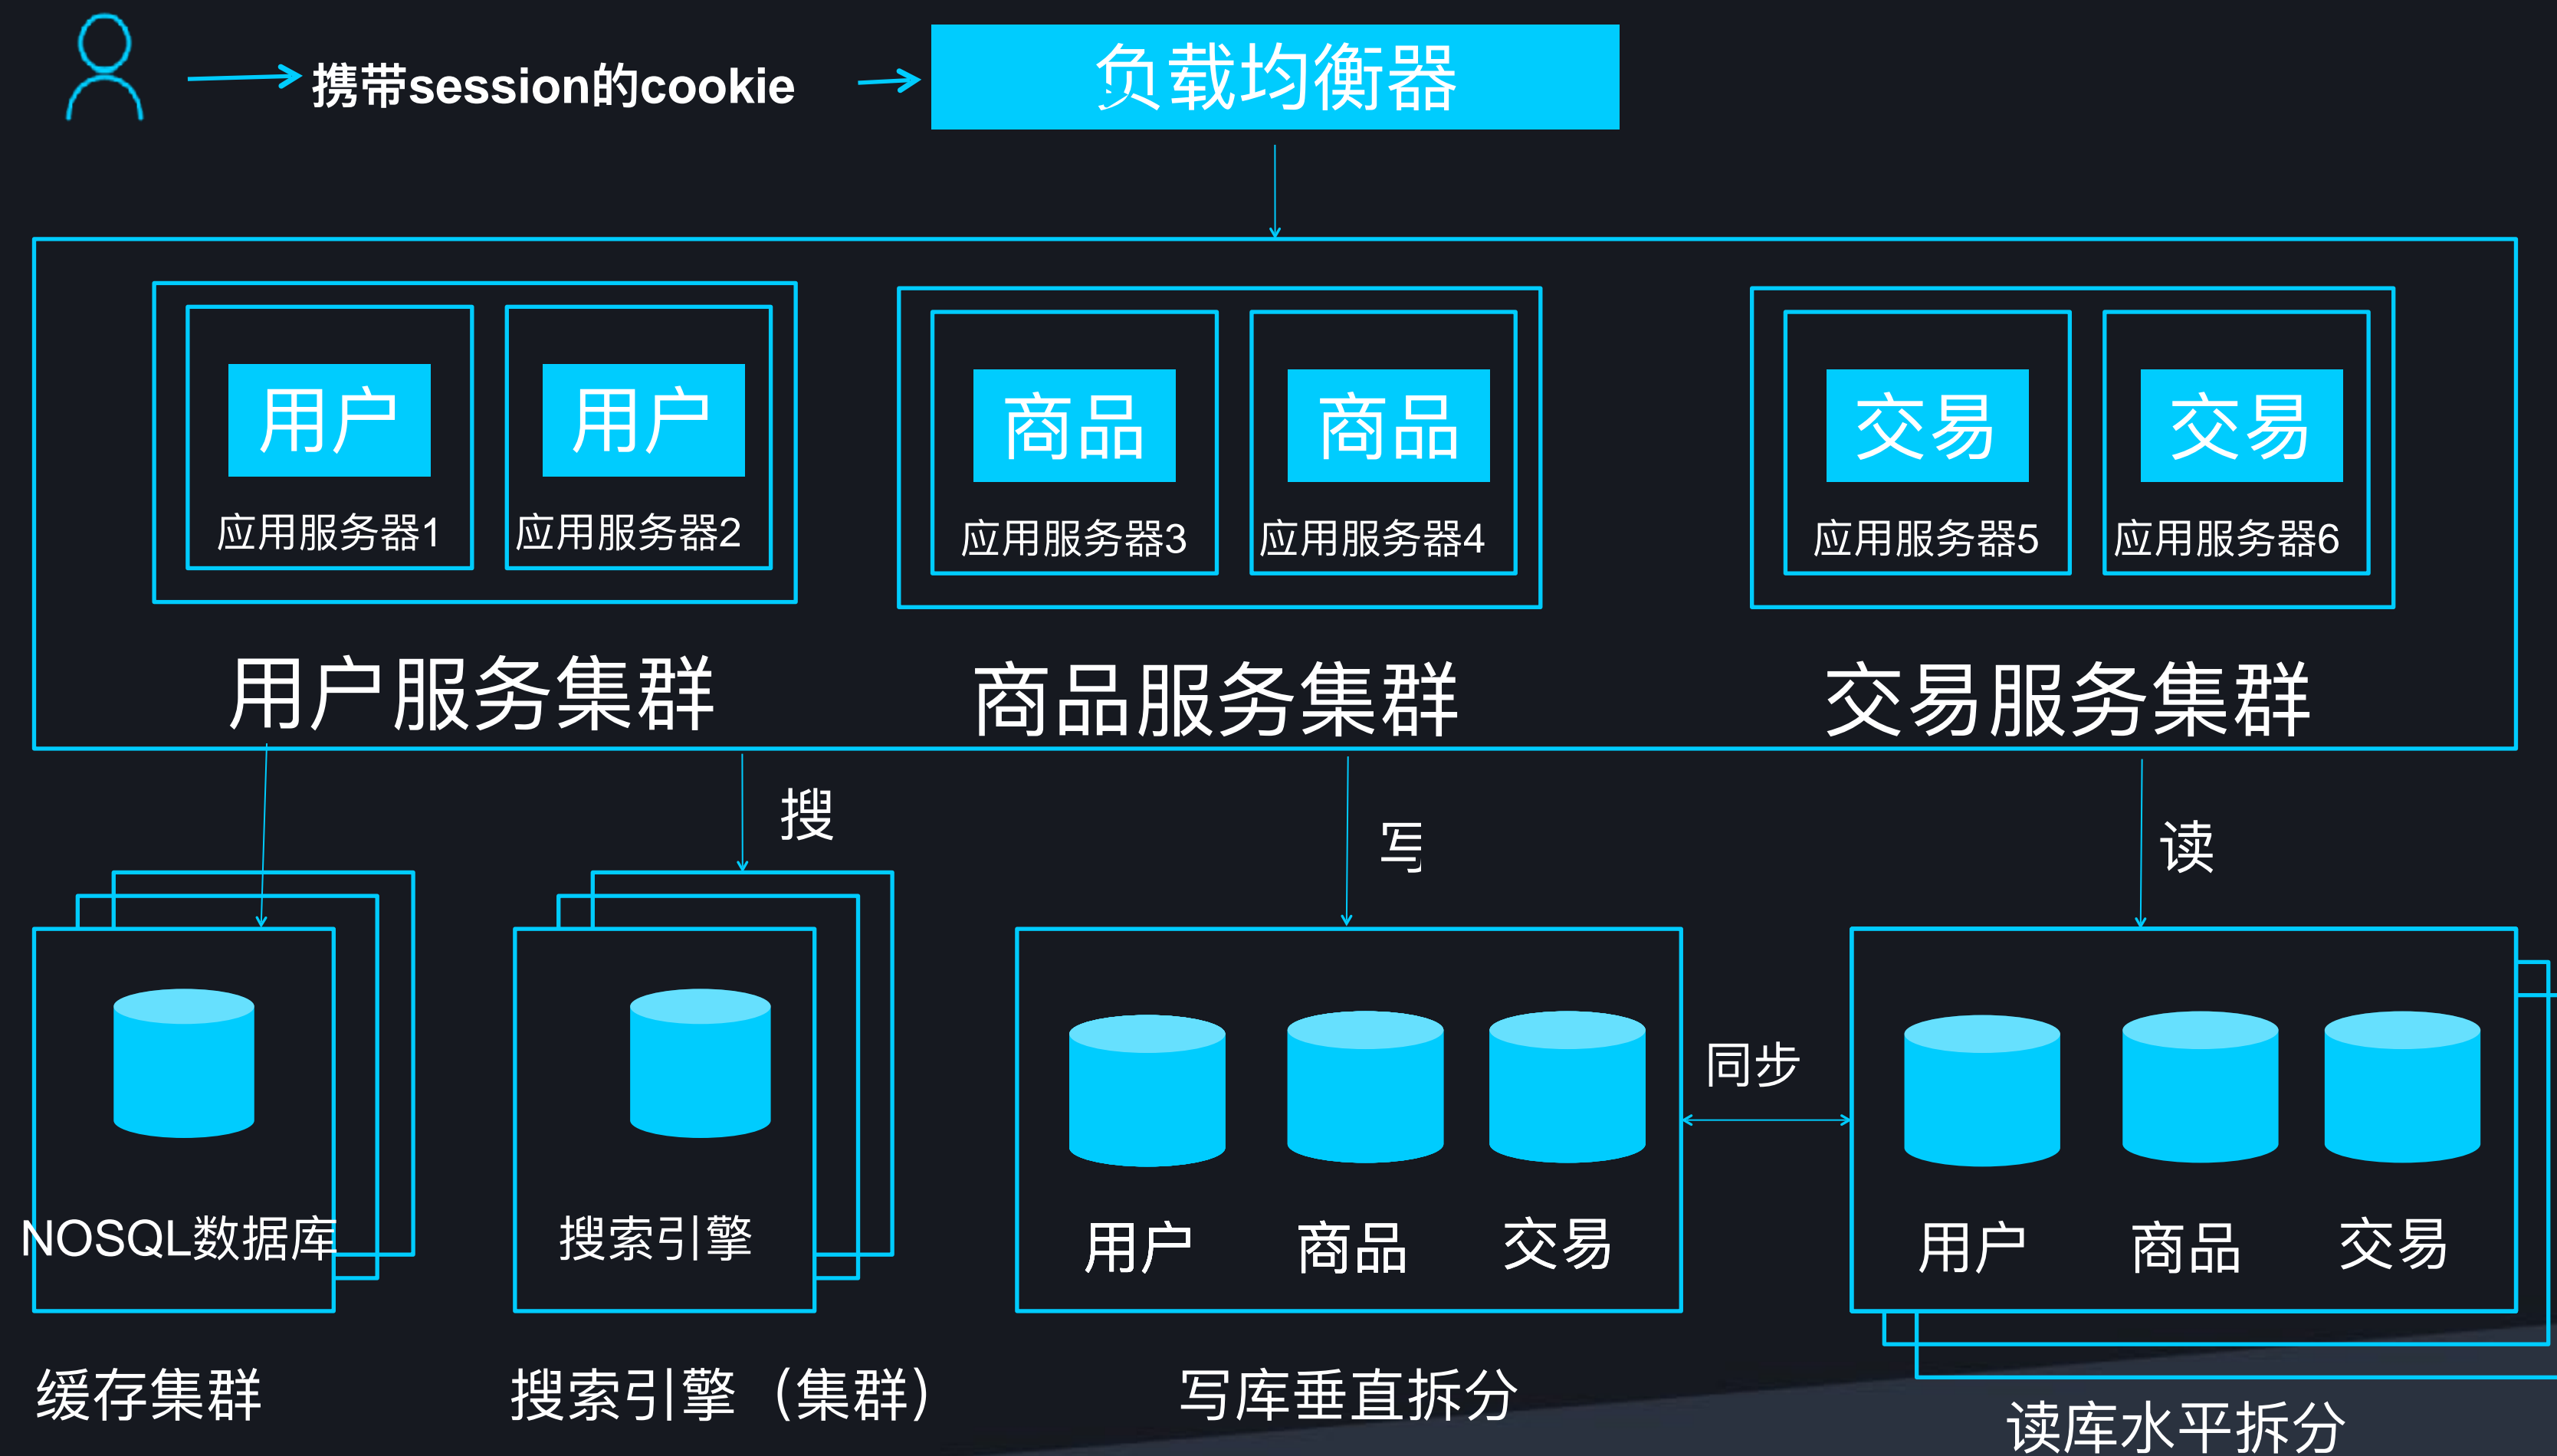 携带session的cookie
负载均衡器
用户
用户
商品
商品
交易
交易
应用服务器1
应用服务器2
应用服务器3
应用服务器4
应用服务器5
应用服务器6
用户服务集群
商品服务集群
交易服务集群
搜
写
读
同步
NOSQL数据库
搜索引擎
用户
商品
交易
用户
商品
交易
缓存集群
搜索引擎（集群）
写库垂直拆分
读库水平拆分